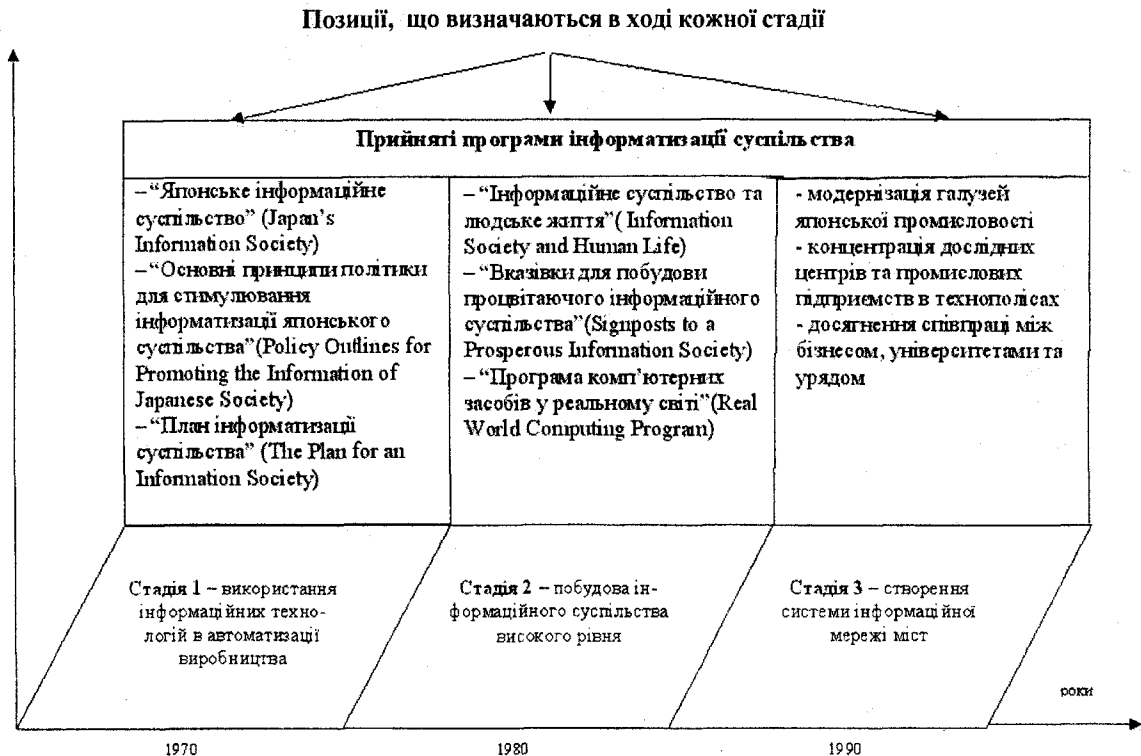 Позиції, що визначаються в ході кожної стадії
Прийняті програми інформатизації суспільства
– “Японське інформаційне
суспільство” (Japan’s
Information Society)
– “Основні принципи політики
для стимулювання
інформатизації японського
суспільства”(Policy Outlines for
Promoting the Information of
Japanese Society)
– “План інформатизації
суспільства” (The Plan for an
Information Society)
– “Інформаційне суспільство та
людське життя”( Information
Society and Human Life)
– “Вказівки для побудови
процвітаючого інформаційного
суспільства”(Signposts to a
Prosperous Information Society)
– “Програма комп’ютерних
засобів у реальному світі”(Real
World Computing Program)
- модернізація галузей
японської промисловості
- концентрація дослідних
центрів та промислових
підприємств в технополісах
- досягнення співпраці між
бізнесом, університетами та
урядом
Стадія 1 – використання
інформаційних техно-
логій в автоматизації
виробництва
Стадія 2 – побудова ін-
формаційного суспільства
високого рівня
Стадія 3 – створення
системи інформаційної
мережі міст
роки
1970
1980
1990